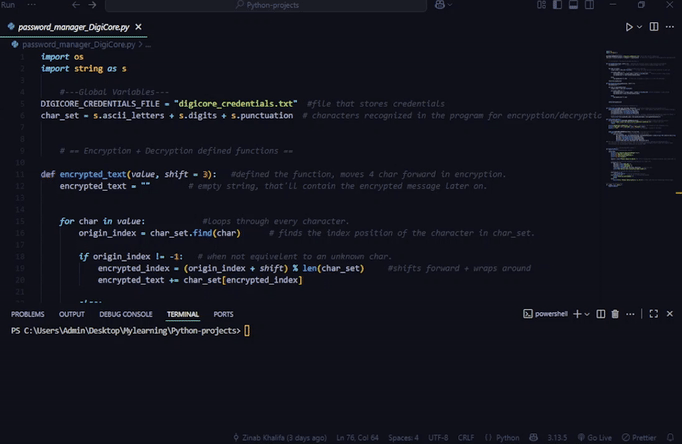 Run ··· ← → Python-projects
password_manager_DigiCore.py ×
password_manager_DigiCore.py > ...
1 import os
2 import string as s
3
4 #---Global Variables---
5 DIGICORE_CREDENTIALS_FILE = "digicore_credentials.txt" #file that stores credentials
6 char_set = s.ascii_letters + s.digits + s.punctuation # characters recognized in the program for encryption/decryptio
7
8
9 # == Encryption + Decryption defined functions ==
10
11 def encrypted_text(value, shift = 3): #defined the function, moves 4 char forward in encryption.
12 encrypted_text = "" # empty string, that'll contain the encrypted message later on.
13
14
15 for char in value: #loops through every character.
16 origin_index = char_set.find(char) # finds the index position of the character in char_set.
17
18 if origin_index != -1: # when not equivelent to an unknown char.
19 encrypted_index = (origin_index + shift) % len(char_set) #shifts forward + wraps around
20 encrypted_text += char_set[encrypted_index]
21
PROBLEMS OUTPUT DEBUG CONSOLE TERMINAL PORTS powershell
PS C:\Users\Admin\Desktop\Mylearning\Python-projects>
Zinab Khalifa (3 days ago) Ln 76, Col 64 Spaces: 4 UTF-8 CRLF Python 3.13.5 Go Live Prettier